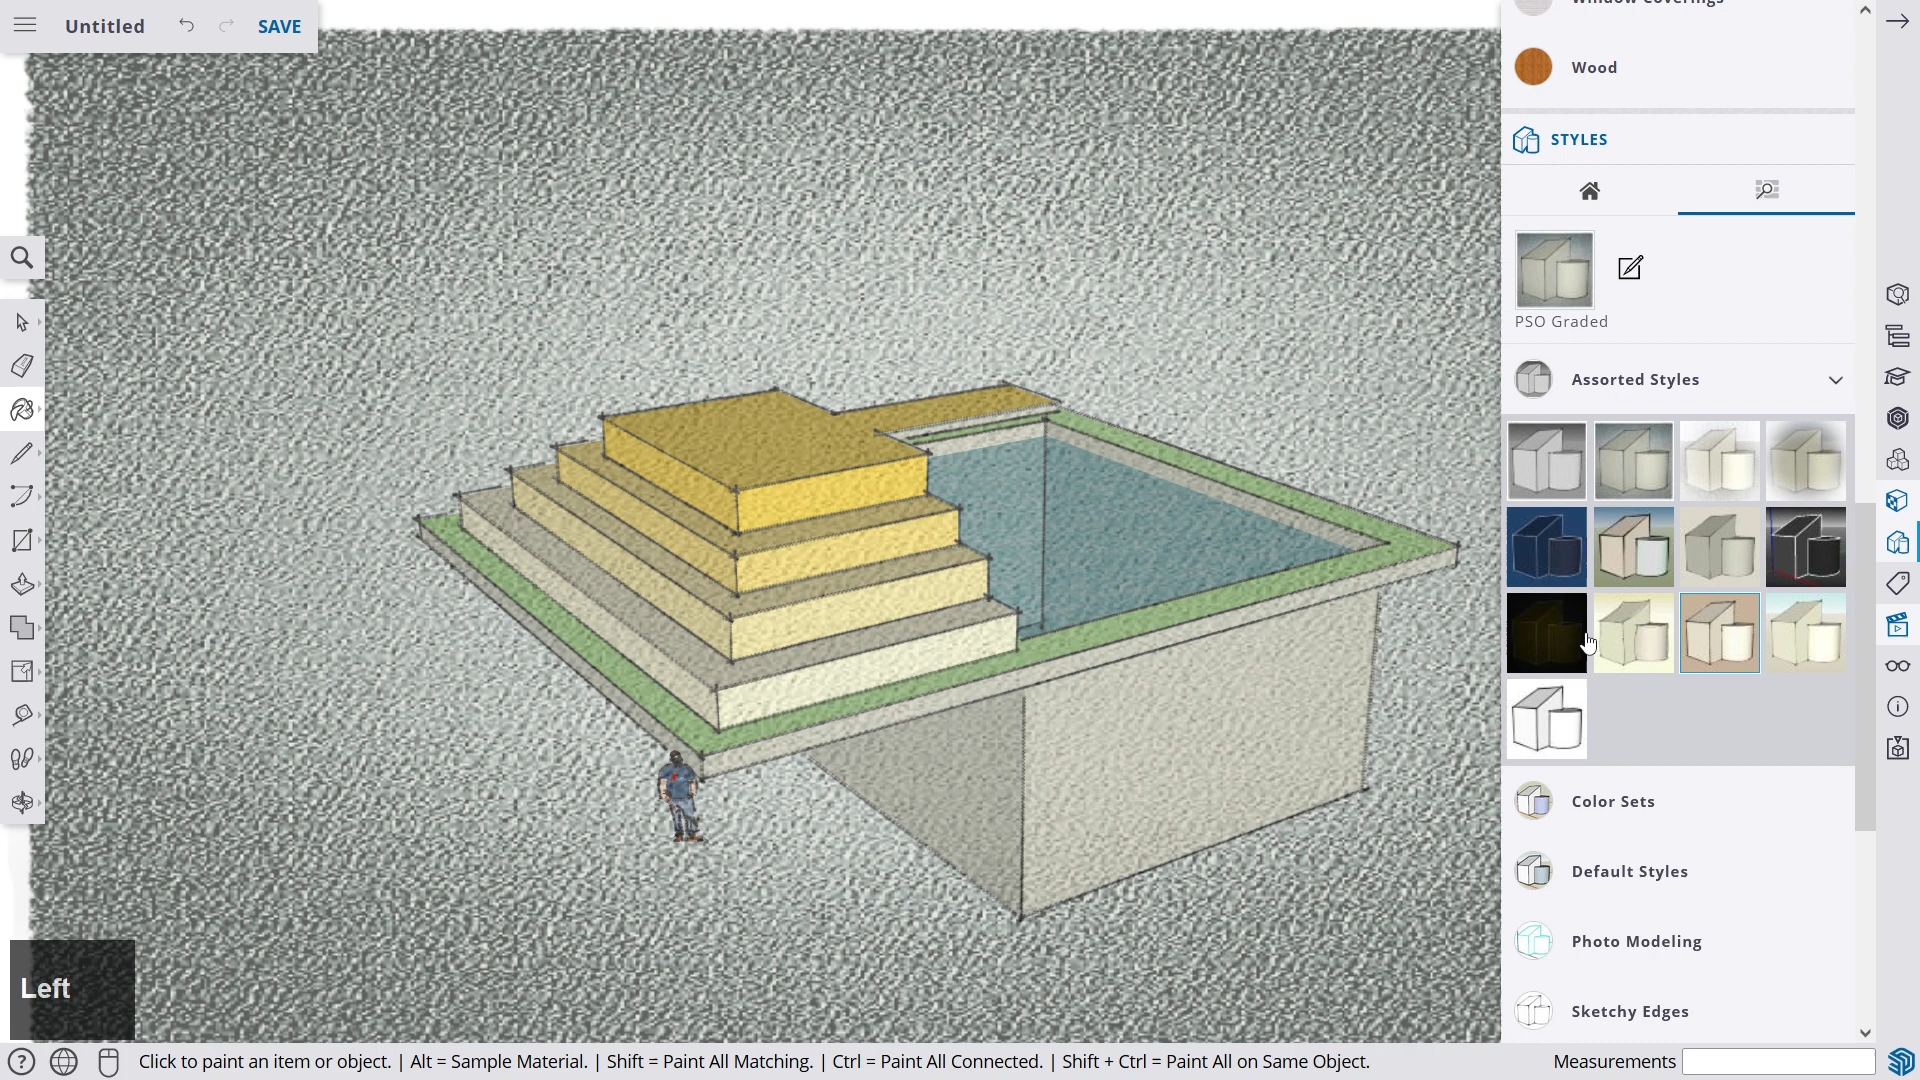 Untitled
SAVE
Window Coverings
Wood
STYLES
PSO Graded
Assorted Styles
Color Sets
Default Styles
Photo Modeling
Sketchy Edges
Left
Click to paint an item or object. | Alt = Sample Material. | Shift = Paint All Matching. | Ctrl = Paint All Connected. | Shift + Ctrl = Paint All on Same Object.
Measurements